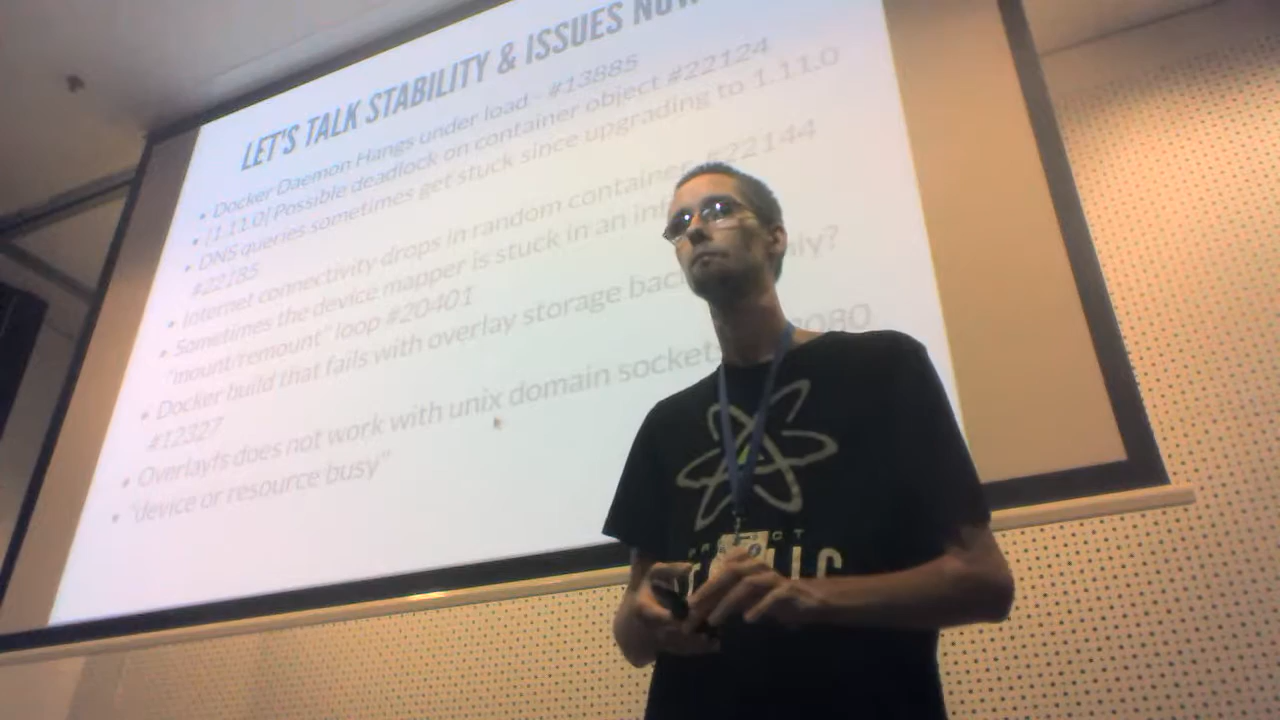 LET'S TALK STABILITY & ISSUES NOW
• Docker Daemon Hangs under load - #13885
• [1.11.0] Possible deadlock on container object #22124
• DNS queries sometimes get stuck since upgrading to 1.11.0
#22185
• Internet connectivity drops in random container #22144
• Sometimes the device mapper is stuck in an
"mount/remount" loop #20401
• Docker build that fails with overlay storage
#12327
• Overlayfs does not work with unix domain sockets
• "device or resource busy"
PROJECT